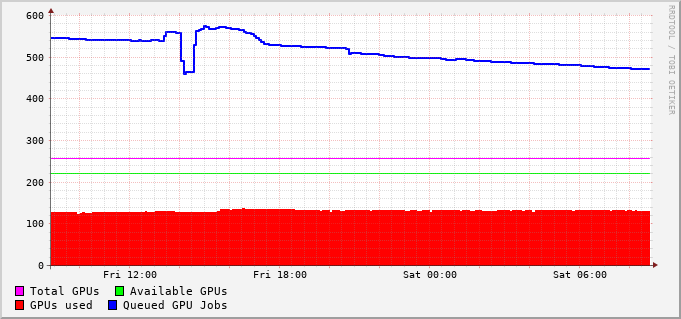 600
500
400
300
200
100
0
Fri 12:00 Fri 18:00 Sat 00:00 Sat 06:00
Total GPUs Available GPUs
GPUs used Queued GPU Jobs
RRDTOOL / TOBI OETIKER